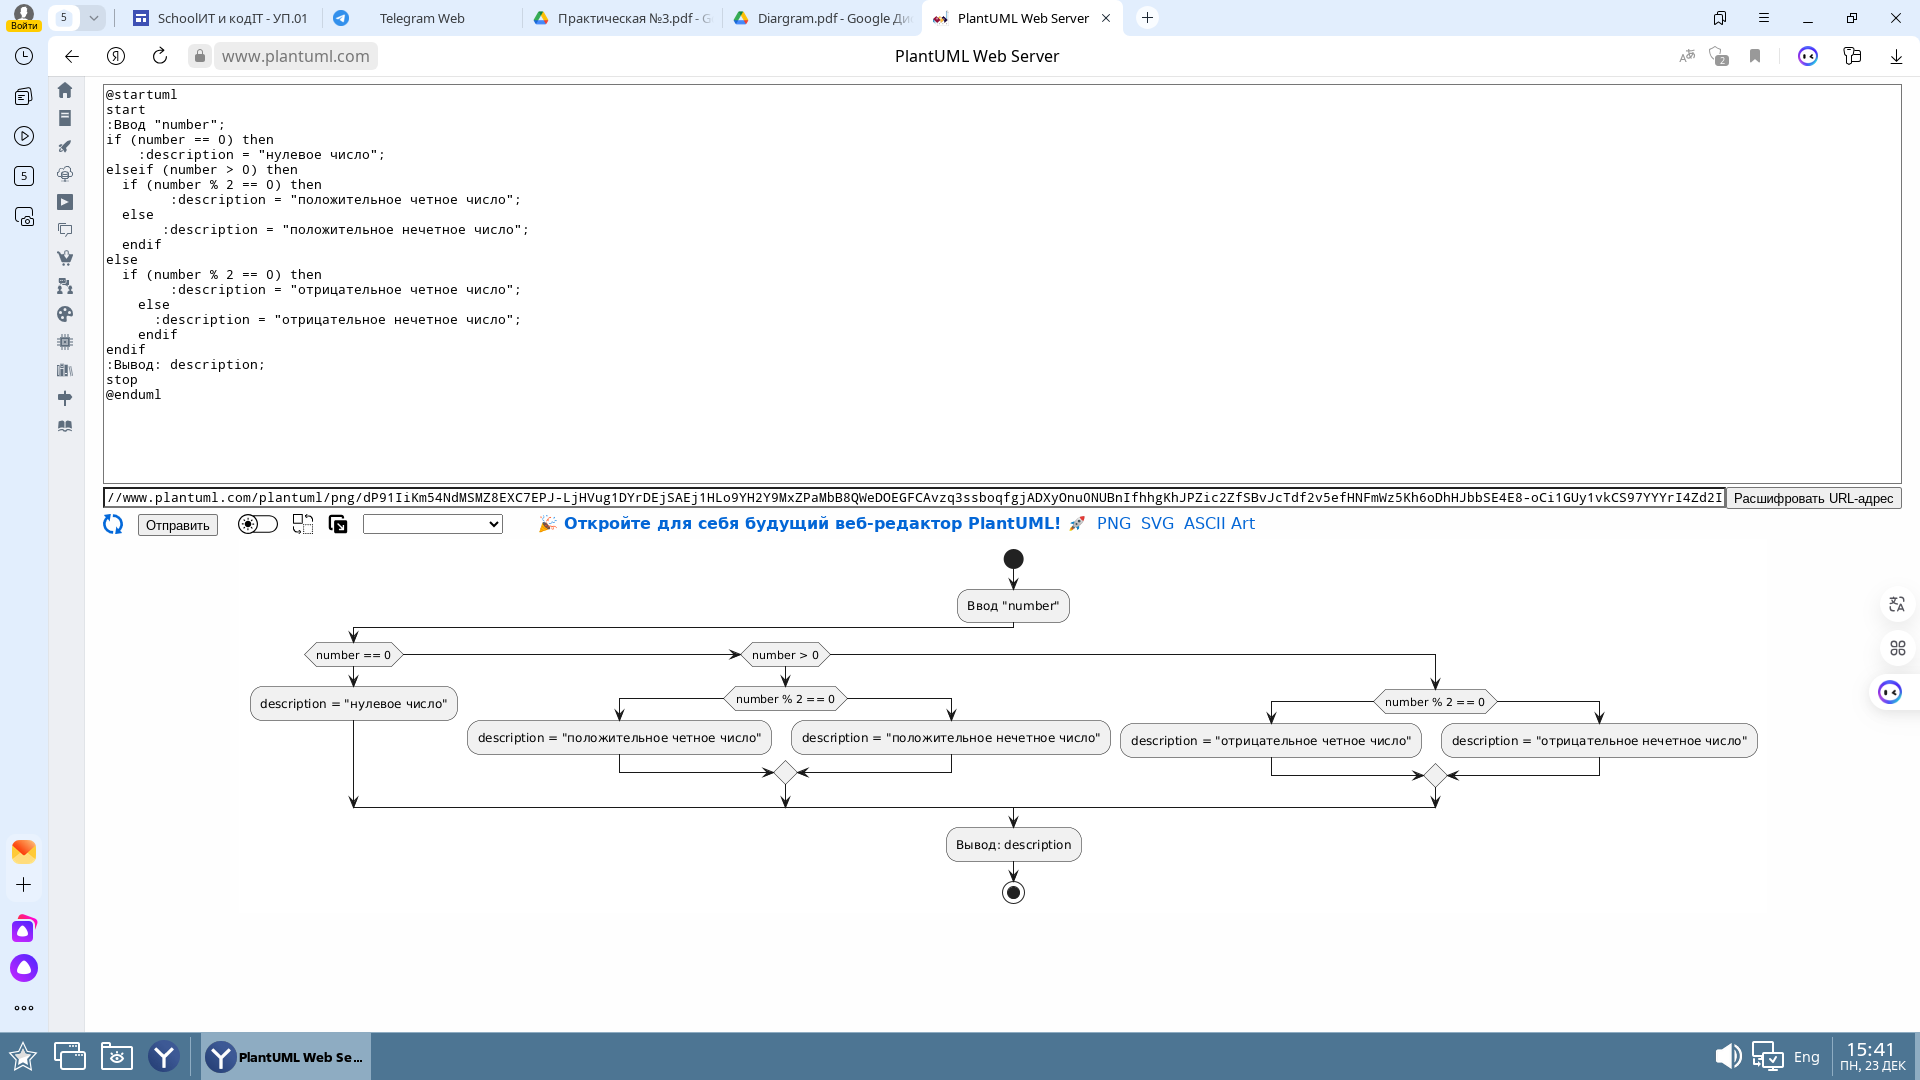 Войти
5
SchoolИТ и кодIT - УП.01
Telegram Web
Практическая №3.pdf - G
Diargram.pdf - Google Ди
PlantUML Web Server
www.plantuml.com
PlantUML Web Server
2
5
@startuml
start
:Ввод "number";
if (number == 0) then
:description = "нулевое число";
elseif (number > 0) then
if (number % 2 == 0) then
:description = "положительное четное число";
else
:description = "положительное нечетное число";
endif
else
if (number % 2 == 0) then
:description = "отрицательное четное число";
else
:description = "отрицательное нечетное число";
endif
endif
:Вывод: description;
stop
@enduml
//www.plantuml.com/plantuml/png/dP91IiKm54NdMSMZ8EXC7EPJ-LjHVug1DYrDEjSAEj1HLo9YH2Y9MxZPaMbB8QWeDOEGFCAvzq3ssboqfgjADXyOnu0NUBnIfhhgKhJPZic2ZfSBvJcTdf2v5efHNFmWz5Kh6oDhHJbbSE4E8-oCi1GUy1vkCS97YYYrI4Zd2I
Расшифровать URL-адрес
Отправить
Откройте для себя будущий веб-редактор PlantUML!
PNG SVG ASCII Art
Ввод "number"
number == 0
number > 0
number % 2 == 0
number % 2 == 0
description = "нулевое число"
description = "положительное четное число"
description = "положительное нечетное число"
description = "отрицательное четное число"
description = "отрицательное нечетное число"
Вывод: description
PlantUML Web Se...
Eng
15:41
ПН, 23 ДЕК